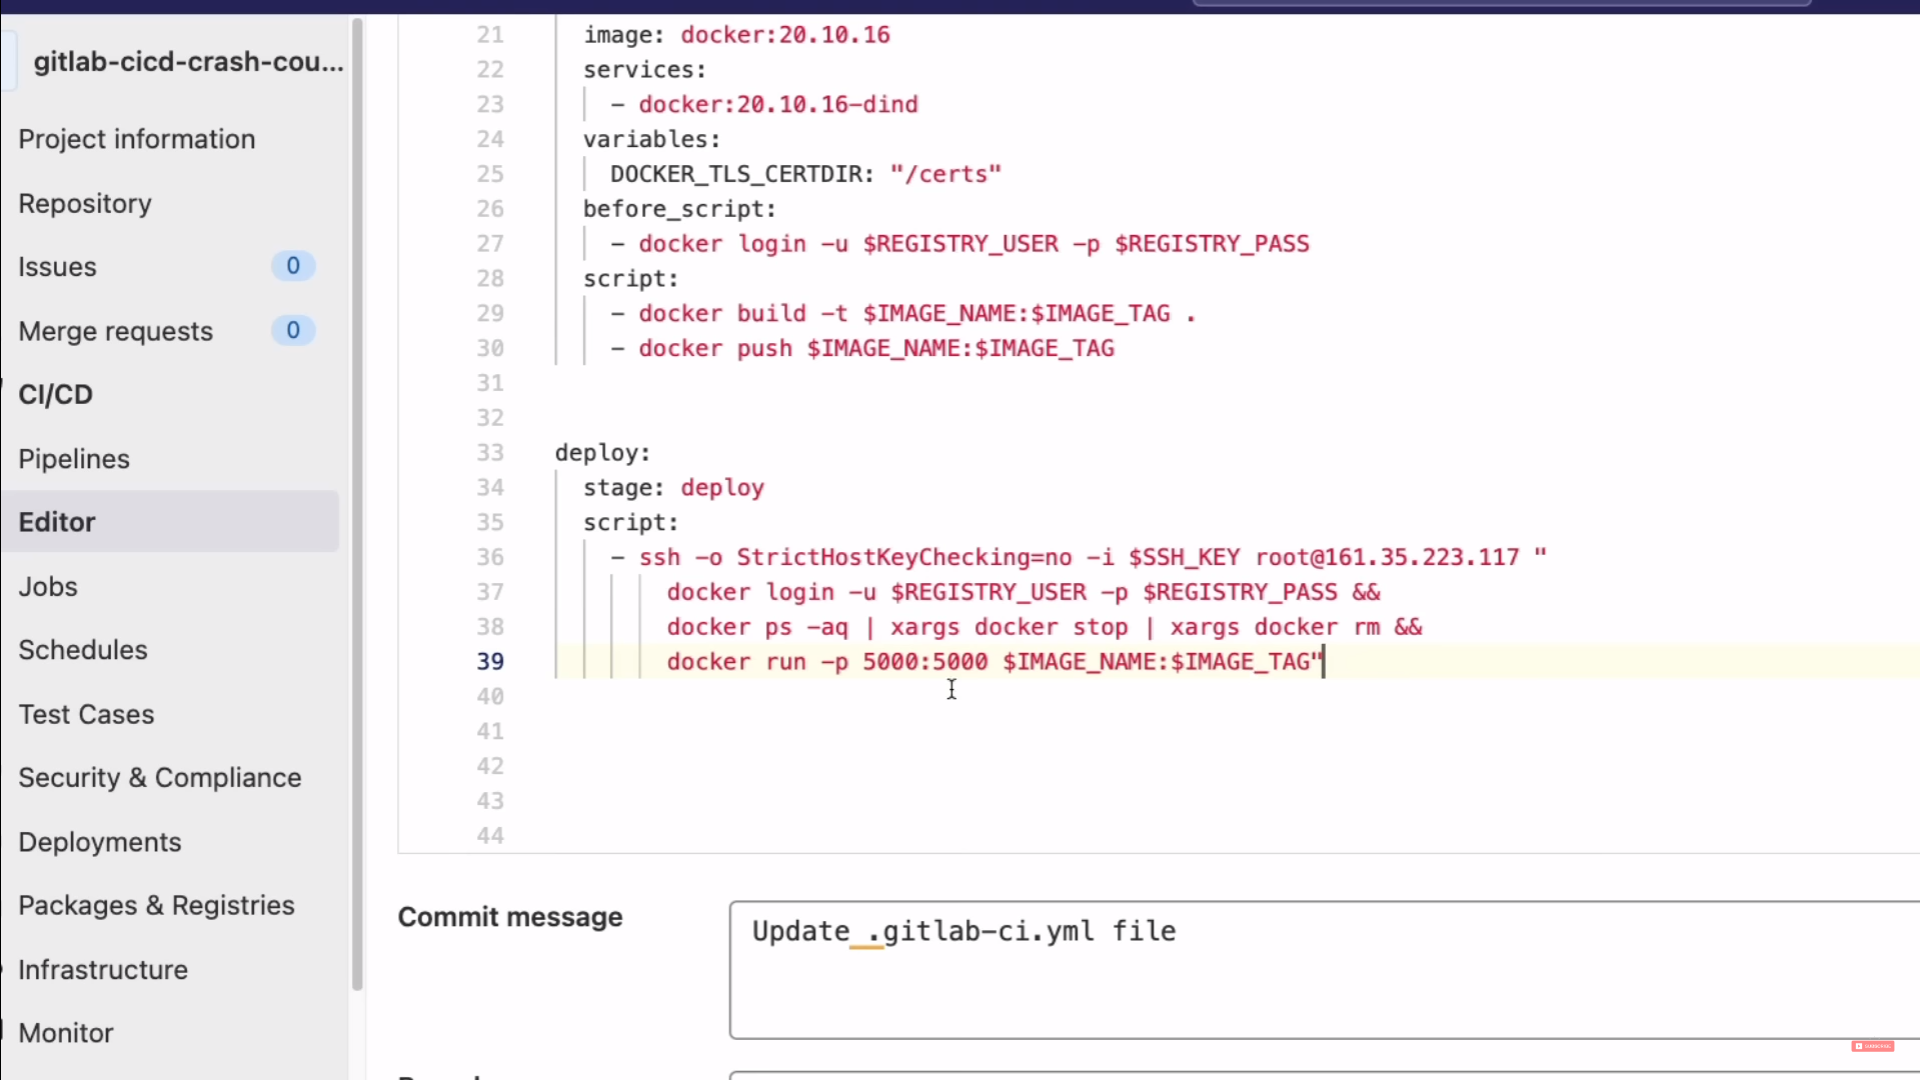 gitlab-cicd-crash-cou...
Project information
Repository
Issues 0
Merge requests 0
CI/CD
Pipelines
Editor
Jobs
Schedules
Test Cases
Security & Compliance
Deployments
Packages & Registries
Infrastructure
Monitor
21 image: docker:20.10.16
22 services:
23 - docker:20.10.16-dind
24 variables:
25 DOCKER_TLS_CERTDIR: "/certs"
26 before_script:
27 - docker login -u $REGISTRY_USER -p $REGISTRY_PASS
28 script:
29 - docker build -t $IMAGE_NAME:$IMAGE_TAG .
30 - docker push $IMAGE_NAME:$IMAGE_TAG
31
32
33 deploy:
34 stage: deploy
35 script:
36 - ssh -o StrictHostKeyChecking=no -i $SSH_KEY root@161.35.223.117 "
37 docker login -u $REGISTRY_USER -p $REGISTRY_PASS &&
38 docker ps -aq | xargs docker stop | xargs docker rm &&
39 docker run -p 5000:5000 $IMAGE_NAME:$IMAGE_TAG"
40
41
42
43
44
Commit message
Update .gitlab-ci.yml file
SUBSCRIBE